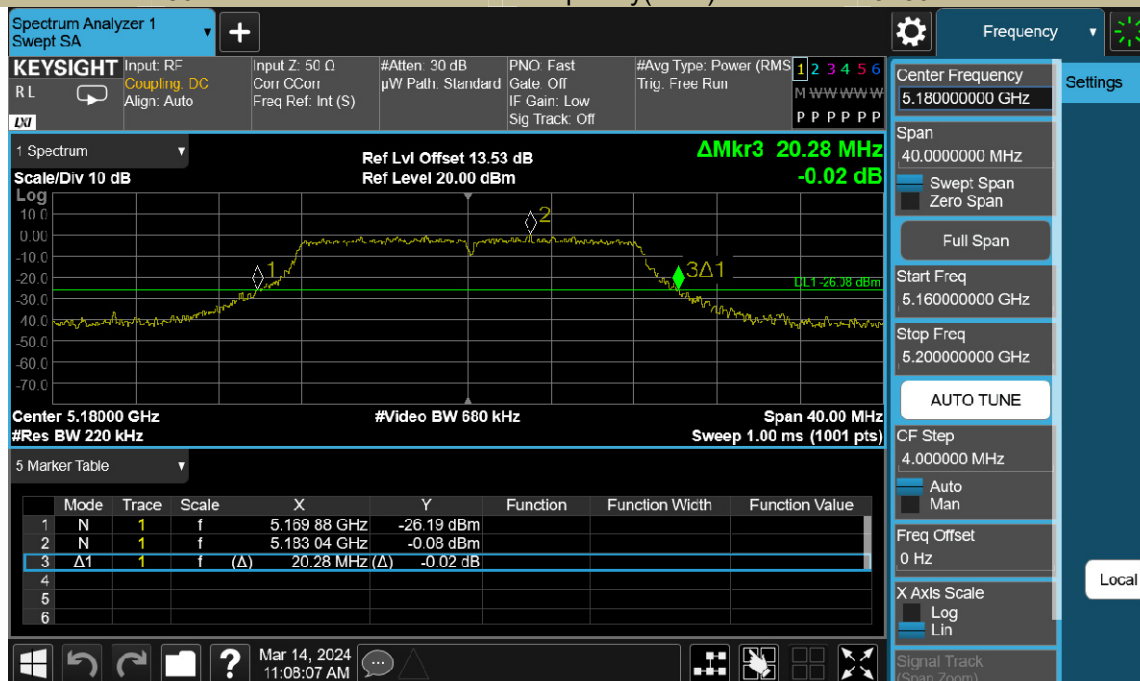 Spectrum Analyzer 1
Swept SA
+
Frequency
KEYSIGHT
R L
LXI
Input: RF
Coupling: DC
Align: Auto
Input Z: 50 Ω
Corr CCorr
Freq Ref: Int (S)
#Atten: 30 dB
µW Path: Standard
PNO: Fast
Gate: Off
IF Gain: Low
Sig Track: Off
#Avg Type: Power (RMS
Trig: Free Run
1 2 3 4 5 6
M W W W W W
P P P P P P
1 Spectrum
Scale/Div 10 dB
Ref Lvl Offset 13.53 dB
Ref Level 20.00 dBm
ΔMkr3 20.28 MHz
-0.02 dB
Log
10.0
0.00
-10.0
-20.0
-30.0
-40.0
-50.0
-60.0
-70.0
1
2
3Δ1
DL1 -26.08 dBm
Center 5.18000 GHz
#Video BW 680 kHz
Span 40.00 MHz
#Res BW 220 kHz
Sweep 1.00 ms (1001 pts)
5 Marker Table
Mode Trace Scale X Y Function Function Width Function Value
1 N 1 f 5.169 88 GHz -26.19 dBm
2 N 1 f 5.183 04 GHz -0.08 dBm
3 Δ1 1 f (Δ) 20.28 MHz (Δ) -0.02 dB
4
5
6
?
Mar 14, 2024
11:08:07 AM
Center Frequency
5.180000000 GHz
Settings
Span
40.0000000 MHz
Swept Span
Zero Span
Full Span
Start Freq
5.160000000 GHz
Stop Freq
5.200000000 GHz
AUTO TUNE
CF Step
4.000000 MHz
Auto
Man
Freq Offset
0 Hz
Local
X Axis Scale
Log
Lin
Signal Track
(Span Zoom)